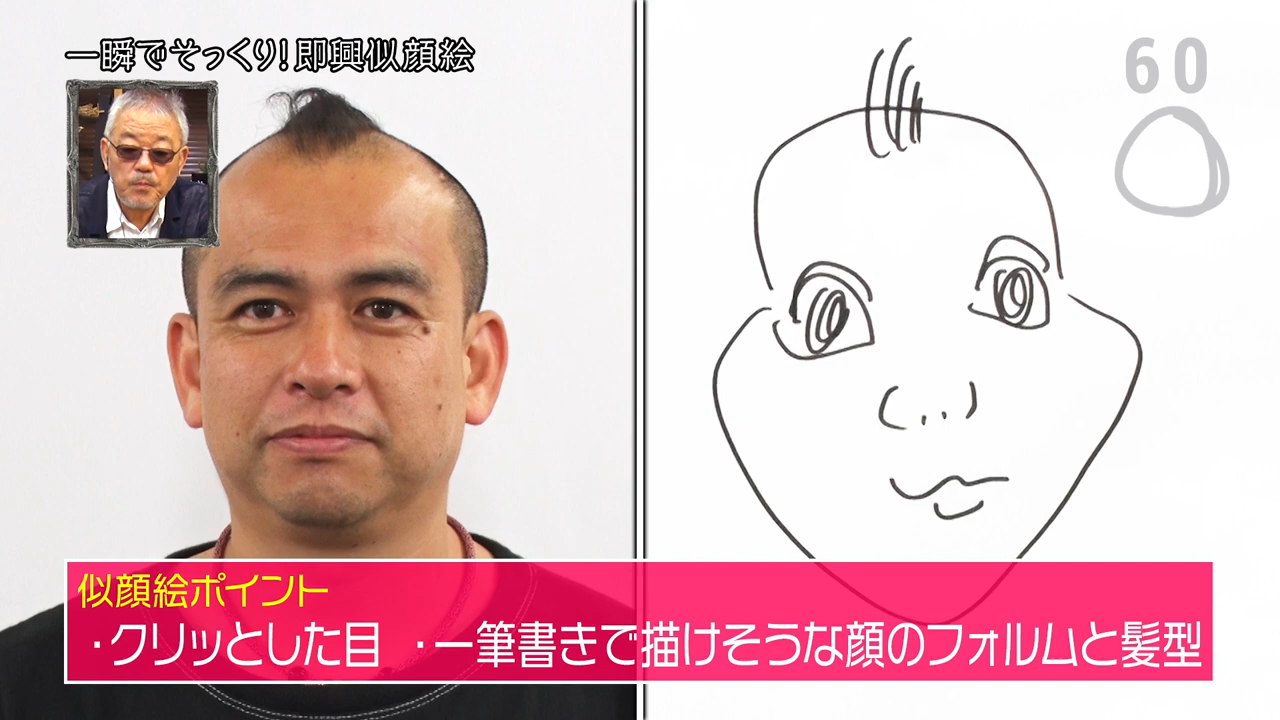 一瞬でそっくり!即興似顔絵
60
似顔絵ポイント
・クリッとした目 ・一筆書きで描けそうな顔のフォルムと髪型